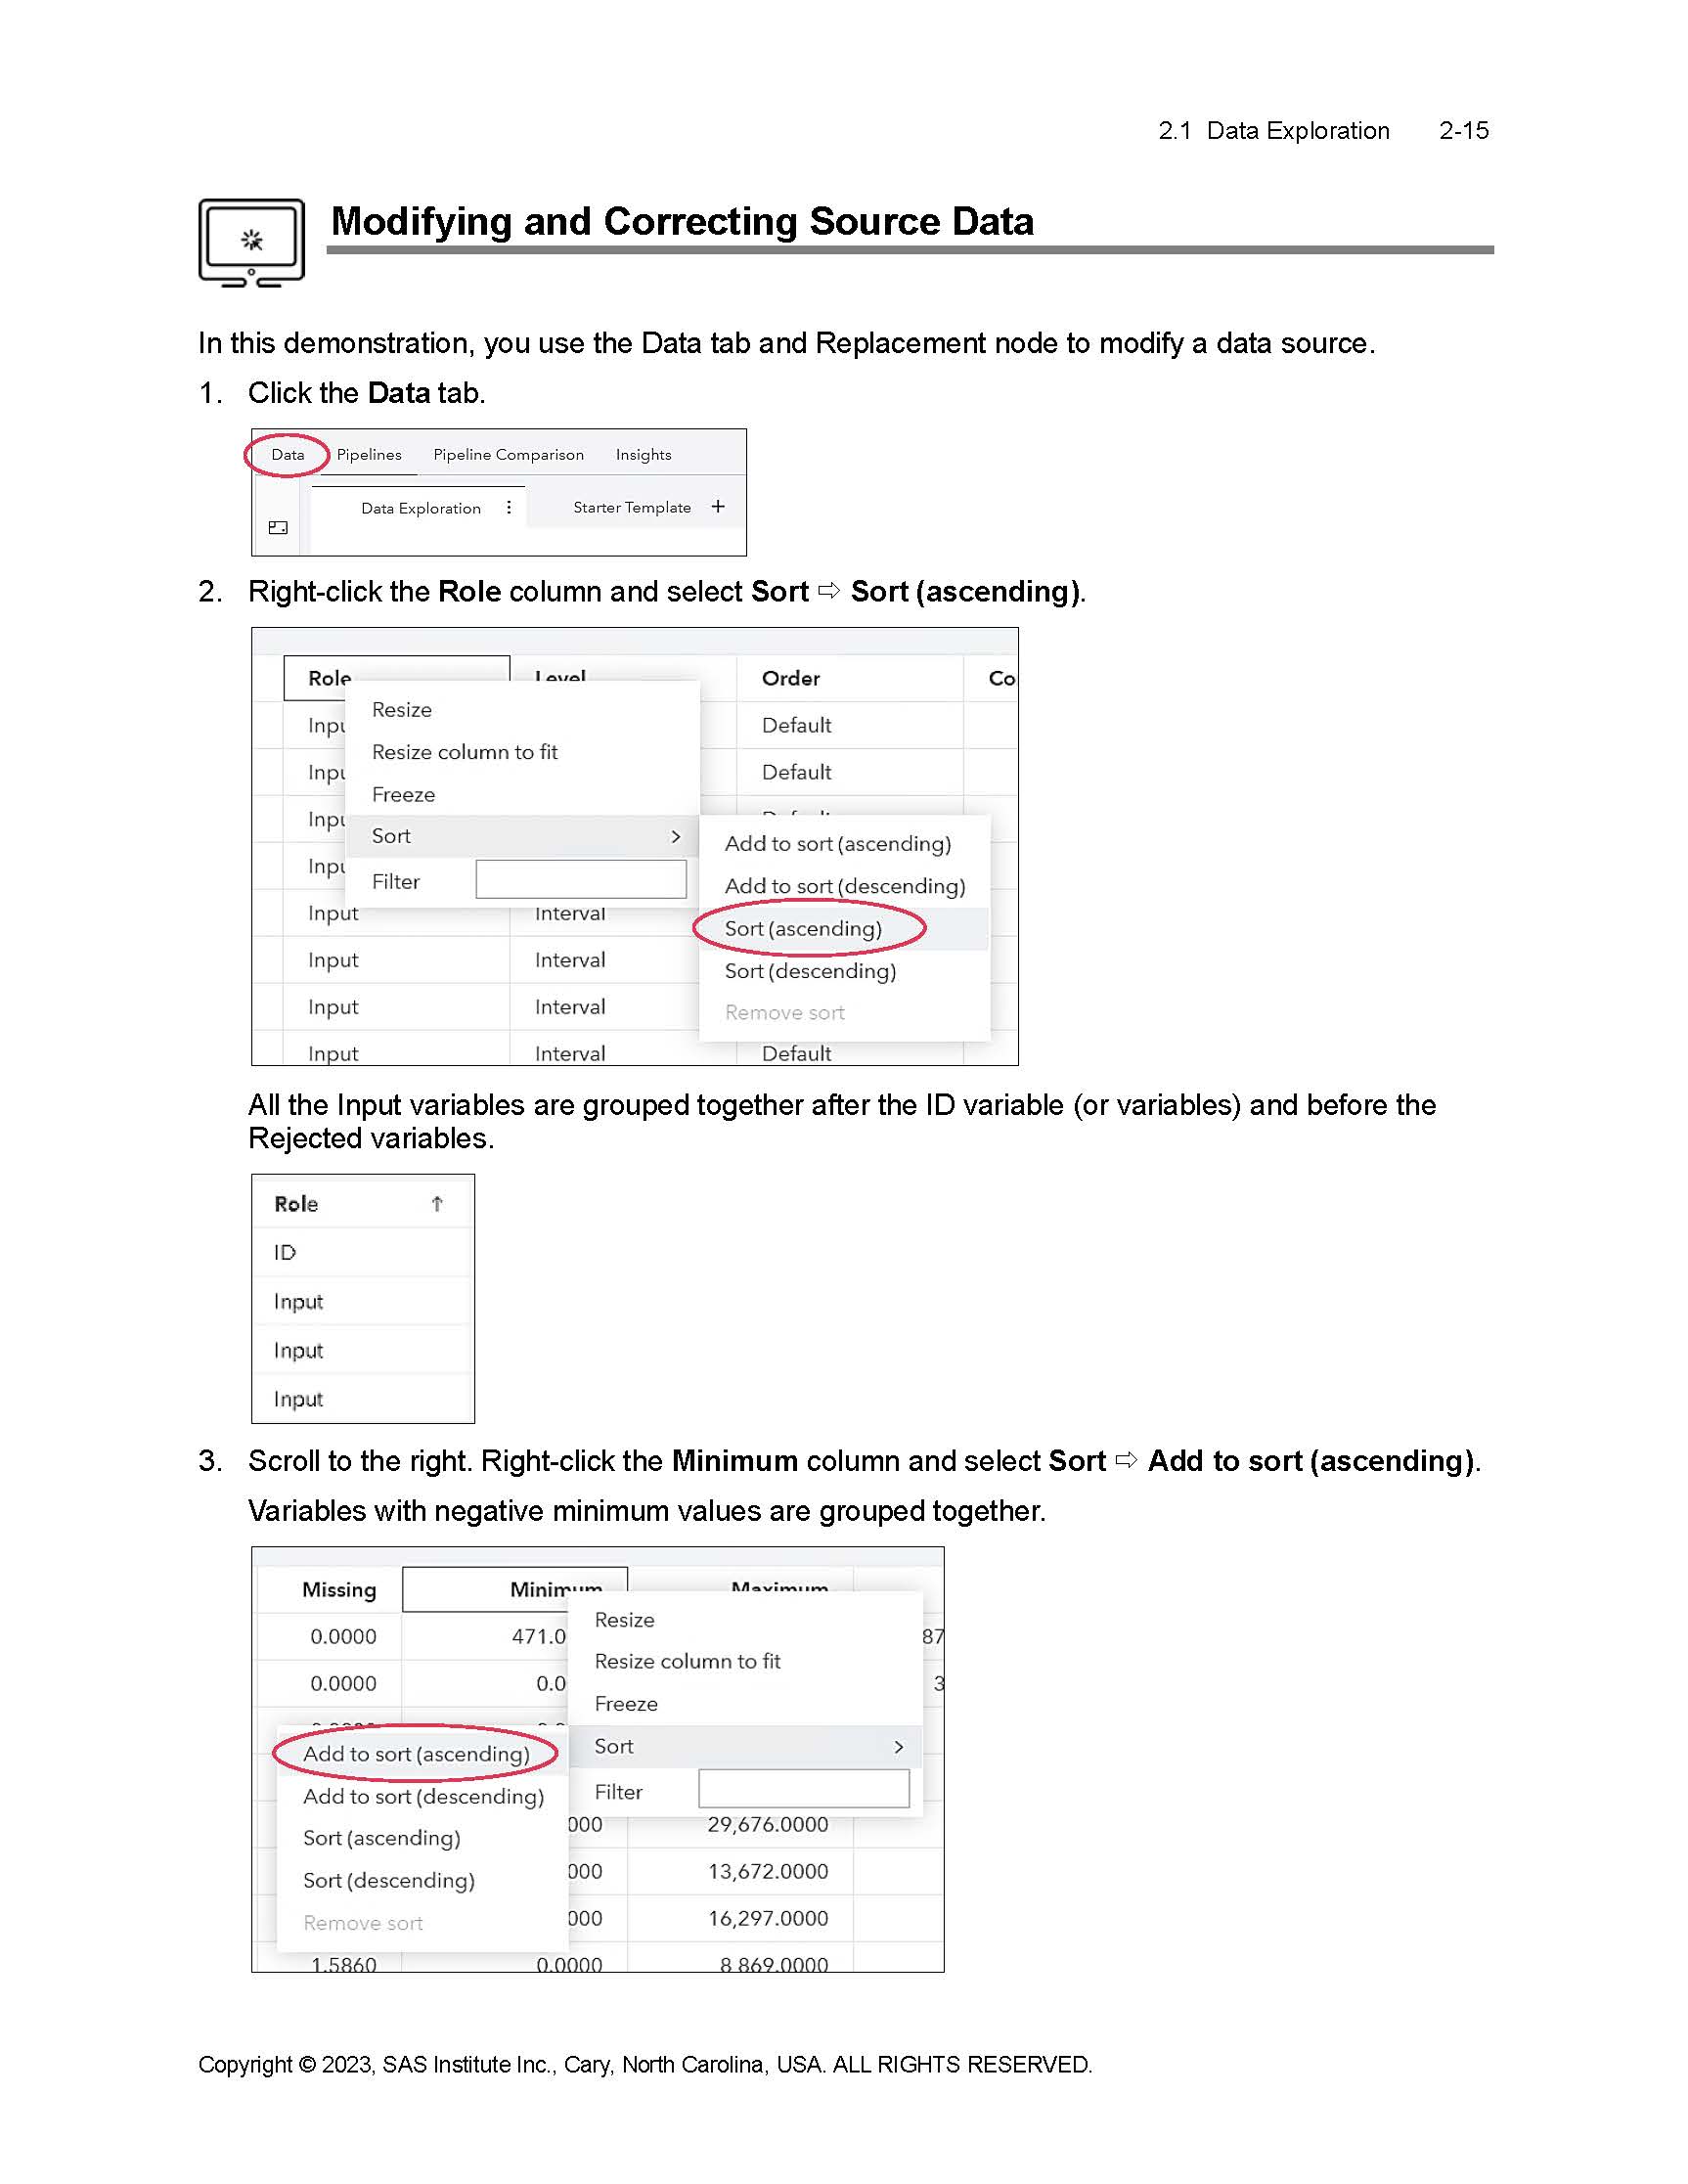 2.1 Data Exploration 2-15
Modifying and Correcting Source Data
In this demonstration, you use the Data tab and Replacement node to modify a data source.
1. Click the Data tab.
Data Pipelines Pipeline Comparison Insights
Data Exploration Starter Template +
2. Right-click the Role column and select Sort ⇨ Sort (ascending).
Role Level Order Co
Resize
Inpu Default
Resize column to fit
Inpu Default
Freeze
Inpu Default
Sort >
Add to sort (ascending)
Inpu
Filter
Add to sort (descending)
Input Interval
Sort (ascending)
Input Interval
Sort (descending)
Input Interval
Remove sort
Input Interval Default
All the Input variables are grouped together after the ID variable (or variables) and before the
Rejected variables.
Role ↑
ID
Input
Input
Input
3. Scroll to the right. Right-click the Minimum column and select Sort ⇨ Add to sort (ascending).
Variables with negative minimum values are grouped together.
Missing Minimum Maximum
Resize
0.0000 471.0 87
Resize column to fit
0.0000 0.0 3
Freeze
Sort >
Add to sort (ascending)
Filter
Add to sort (descending)
000 29,676.0000
Sort (ascending)
000 13,672.0000
Sort (descending)
000 16,297.0000
Remove sort
1.5860 0.0000 8 869.0000
Copyright © 2023, SAS Institute Inc., Cary, North Carolina, USA. ALL RIGHTS RESERVED.